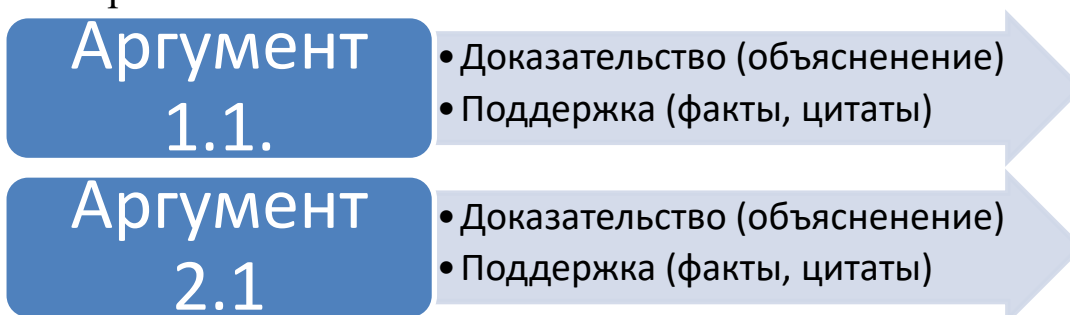 Аргумент
1.1.
•Доказательство (объясненение)
•Поддержка (факты, цитаты)
Аргумент
2.1
•Доказательство (объясненение)
•Поддержка (факты, цитаты)